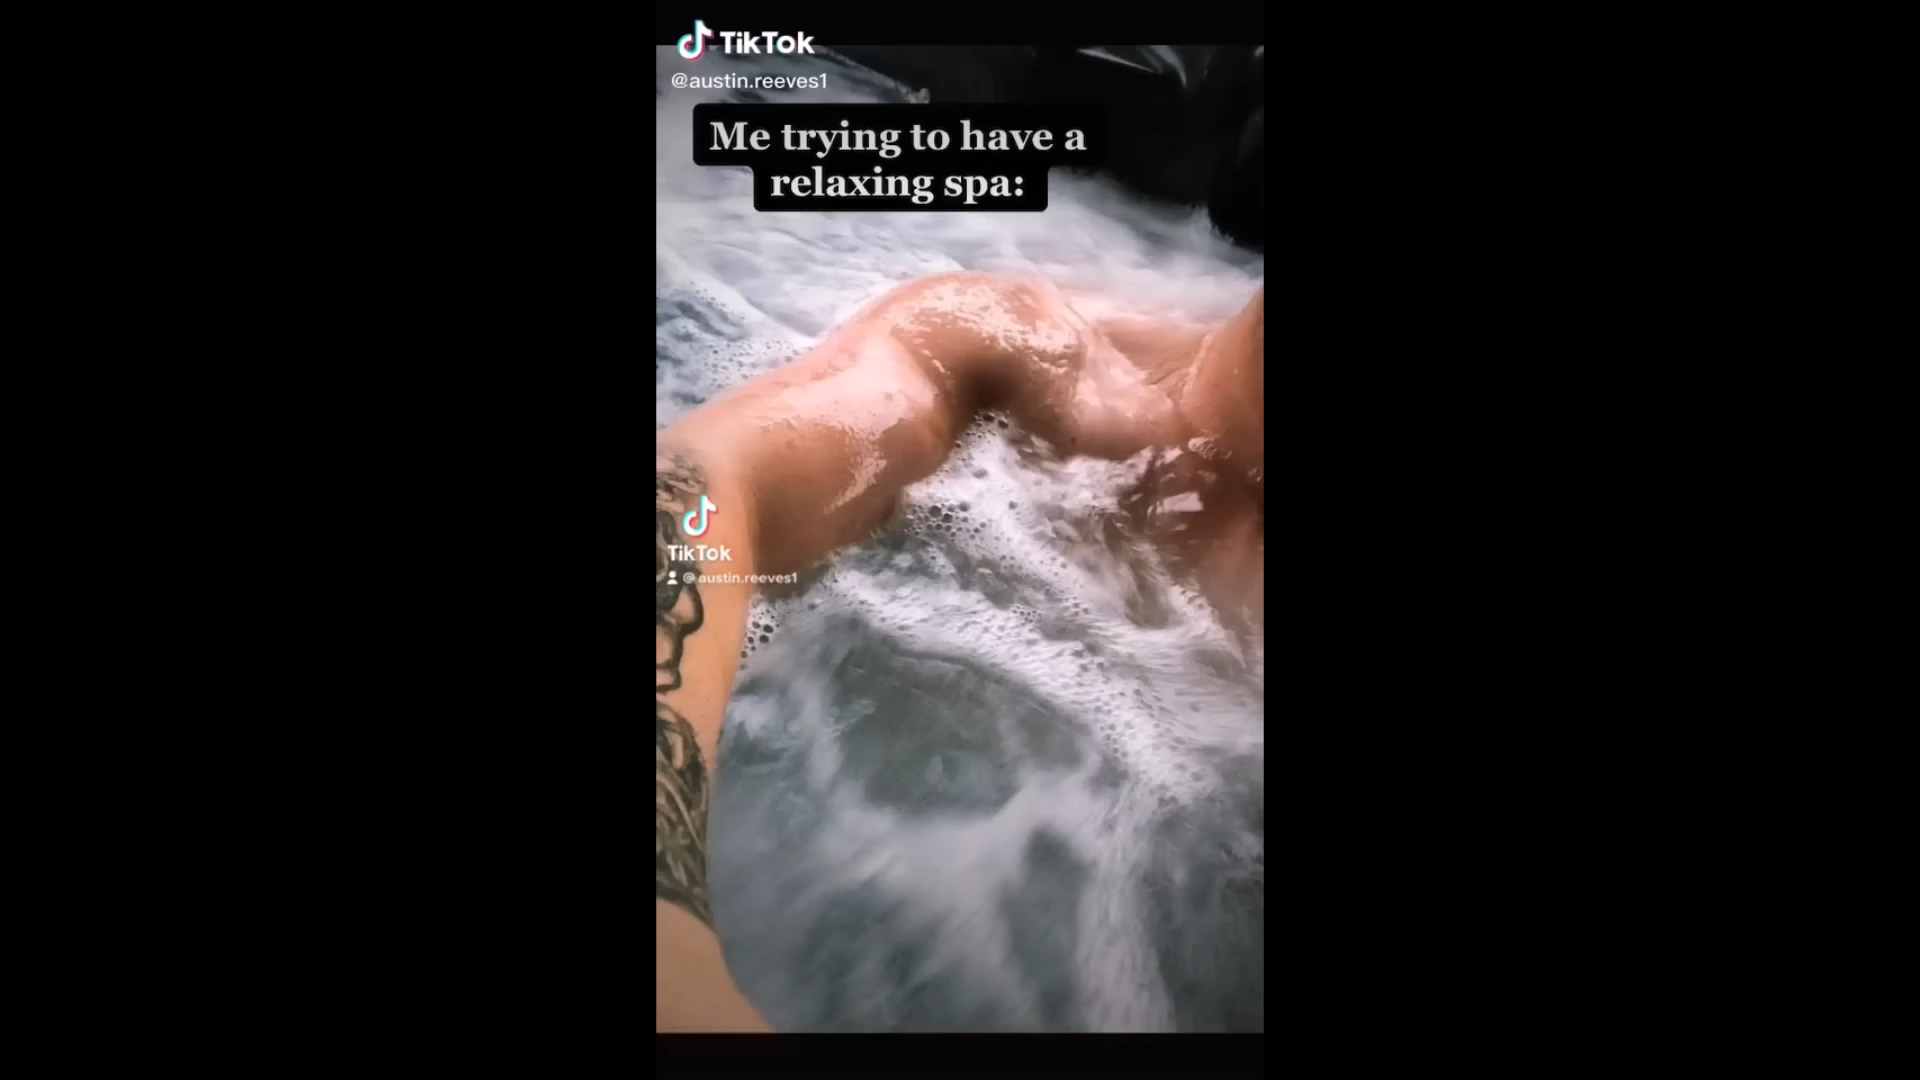 TikTok
@austin.reeves1
Me trying to have a
relaxing spa:
TikTok
@austin.reeves1